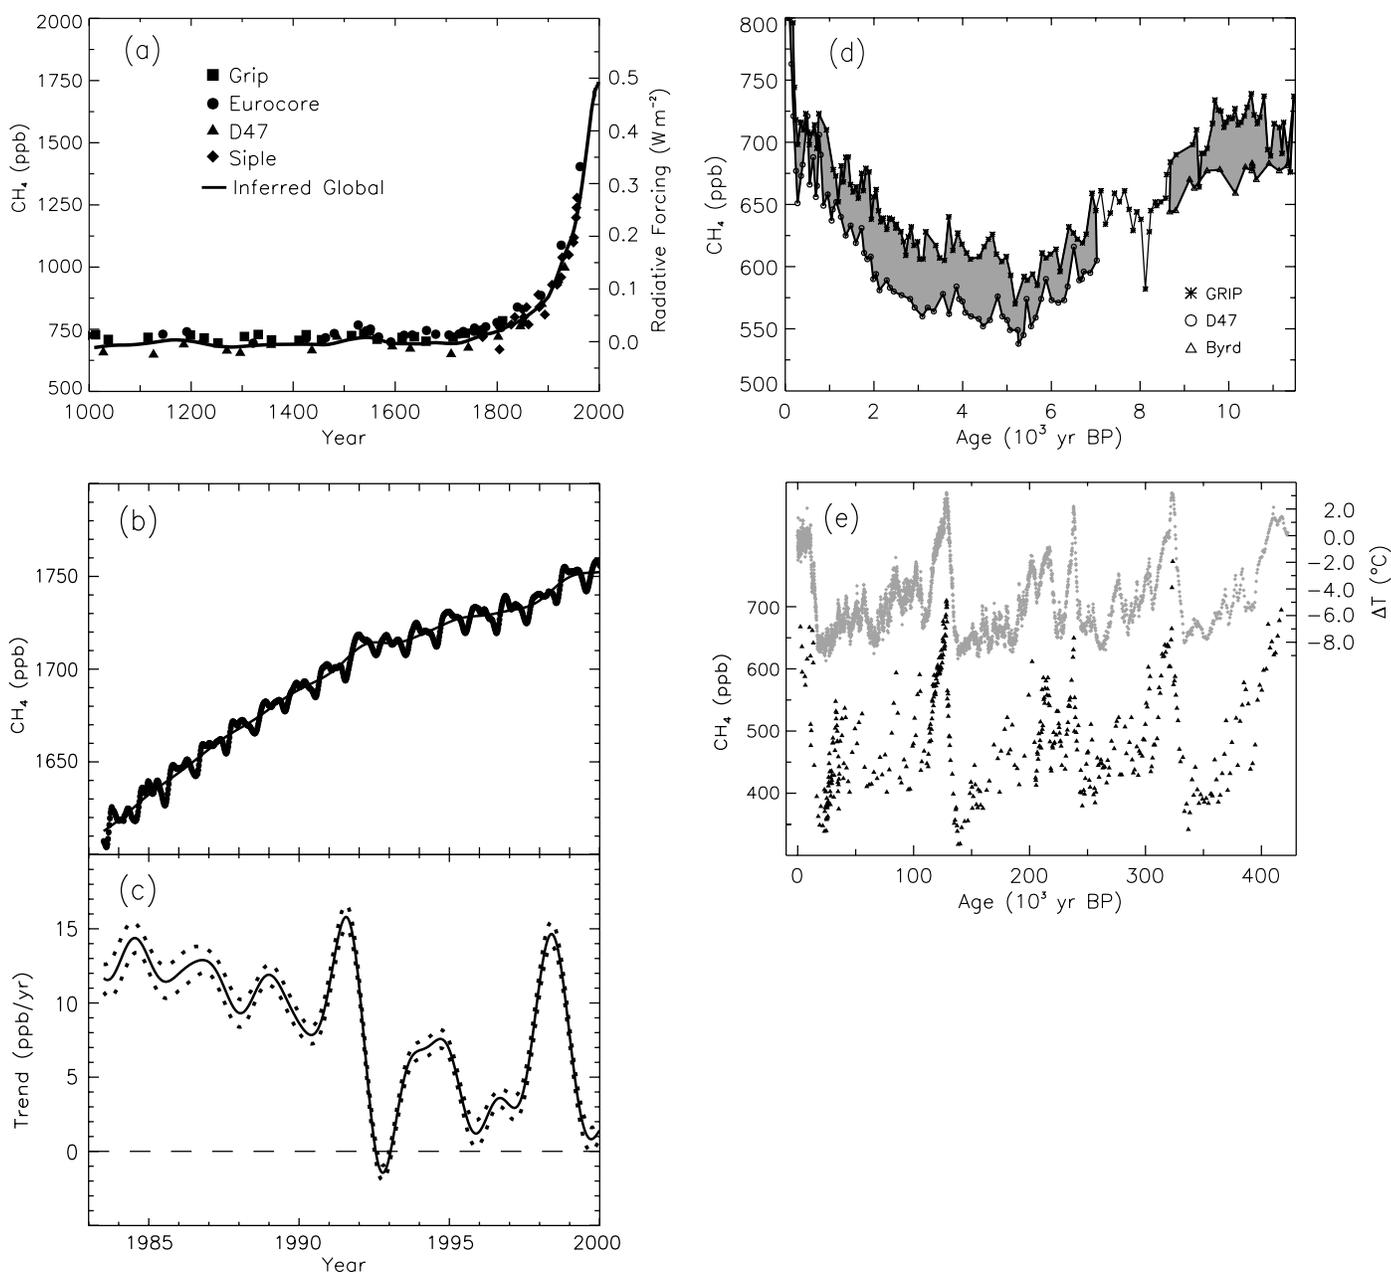 (a)
2000
1750
1500
1250
1000
750
500
CH₄ (ppb)
Grip
Eurocore
D47
Siple
Inferred Global
0.5
0.4
0.3
0.2
0.1
0.0
Radiative Forcing (Wm⁻²)
1000 1200 1400 1600 1800 2000
Year
(b)
1750
1700
1650
CH₄ (ppb)
(c)
15
10
5
0
Trend (ppb/yr)
1985 1990 1995 2000
Year
(d)
800
750
700
650
600
550
500
CH₄ (ppb)
GRIP
D47
Byrd
0 2 4 6 8 10
Age (10³ yr BP)
(e)
700
600
500
400
CH₄ (ppb)
2.0
0.0
−2.0
−4.0
−6.0
−8.0
ΔT (°C)
0 100 200 300 400
Age (10³ yr BP)